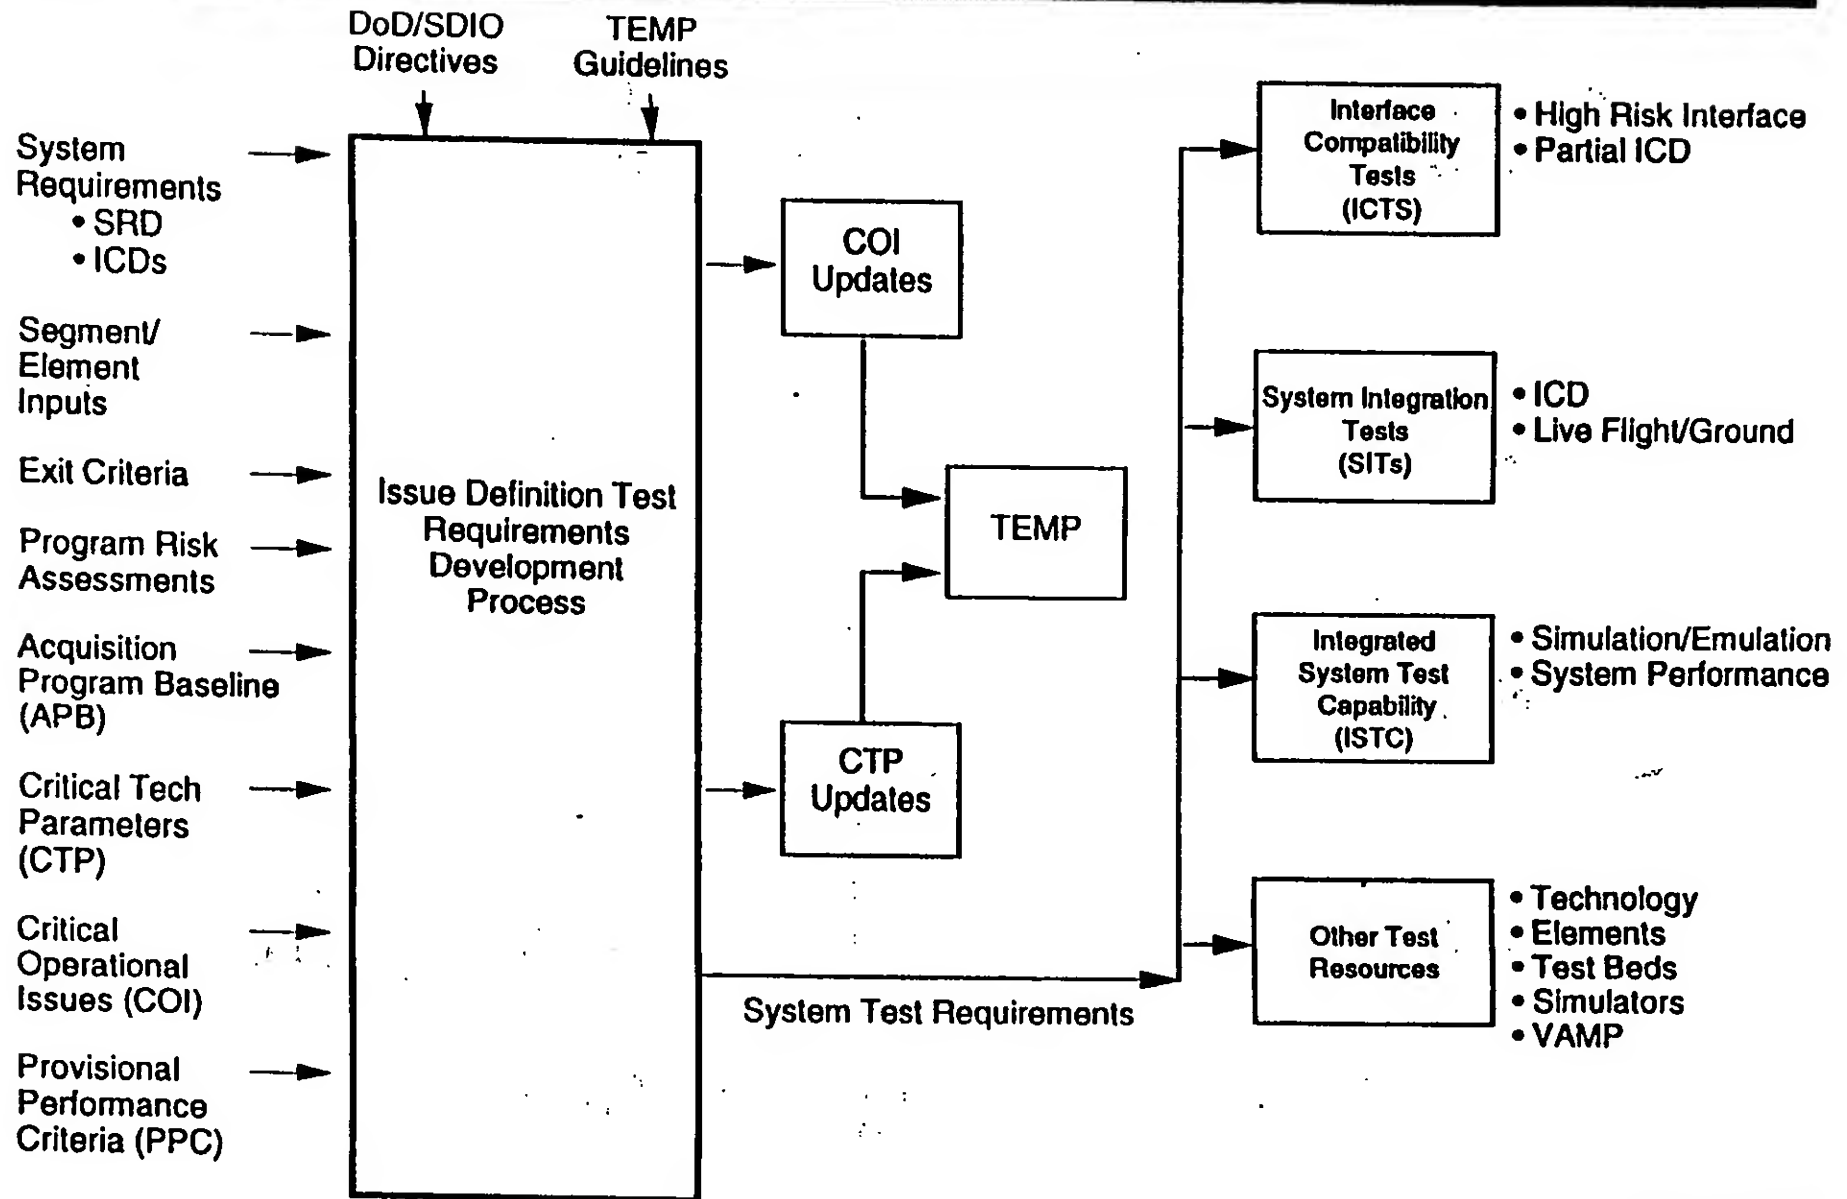 DoD/SDIO
Directives
TEMP
Guidelines
System
Requirements
• SRD
• ICDs
Segment/
Element
Inputs
Exit Criteria
Program Risk
Assessments
Acquisition
Program Baseline
(APB)
Critical Tech
Parameters
(CTP)
Critical
Operational
Issues (COI)
Provisional
Performance
Criteria (PPC)
Issue Definition Test
Requirements
Development
Process
COI
Updates
TEMP
CTP
Updates
System Test Requirements
Interface
Compatibility
Tests
(ICTS)
• High Risk Interface
• Partial ICD
System Integration
Tests
(SITs)
• ICD
• Live Flight/Ground
Integrated
System Test
Capability
(ISTC)
• Simulation/Emulation
• System Performance
Other Test
Resources
• Technology
• Elements
• Test Beds
• Simulators
• VAMP